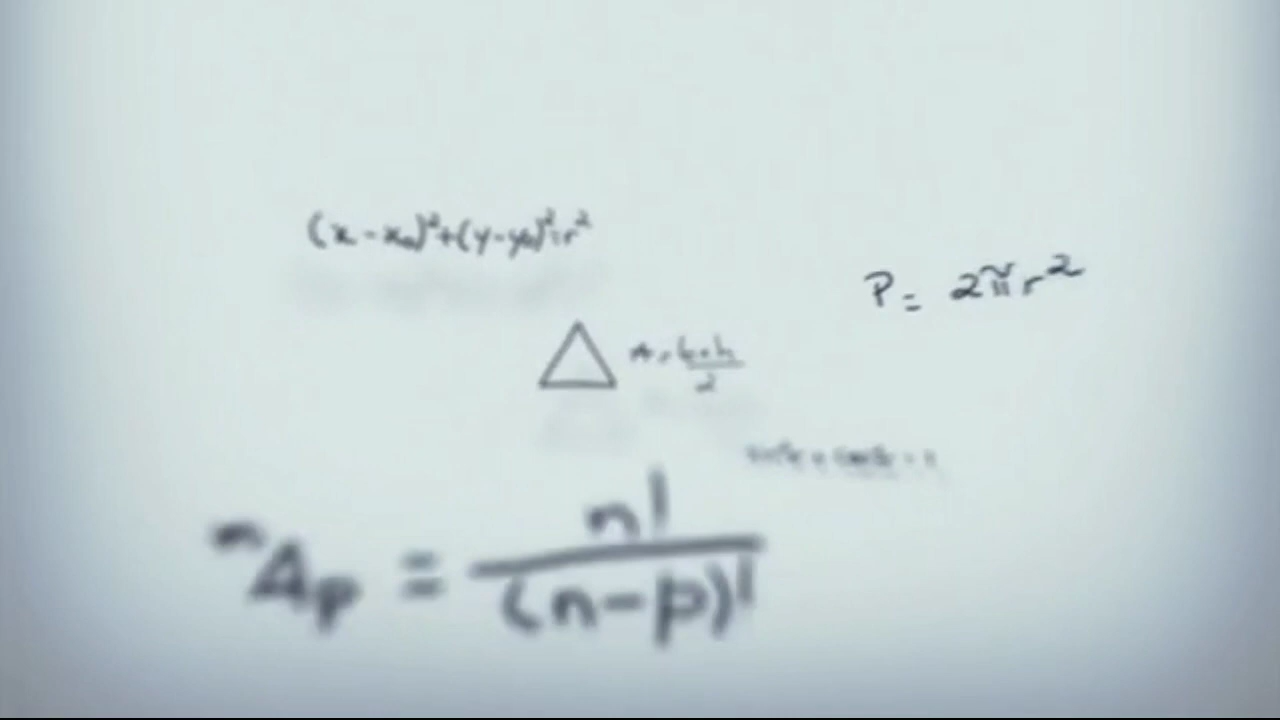 (x-x₀)²+(y-y₀)²=r²
P = 2πr²
A = b×h/2
ⁿAₚ = n!/(n-p)!